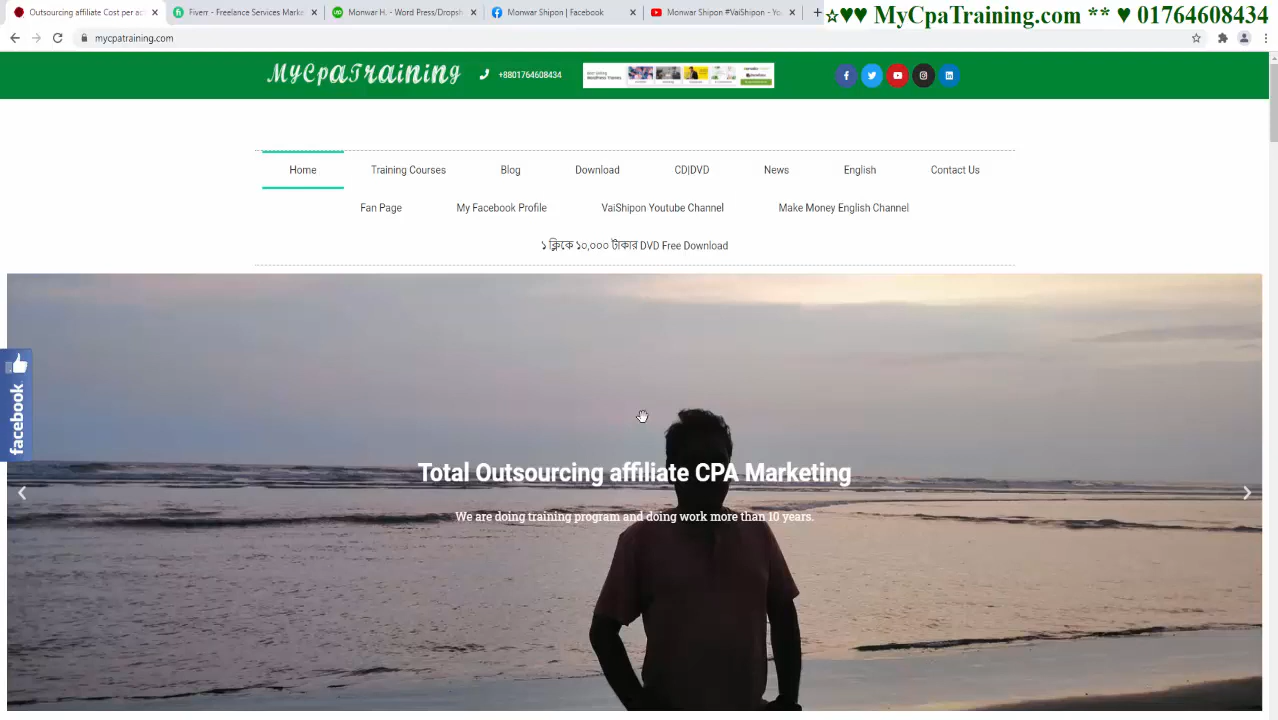 Outsourcing affiliate Cost per ac
Fiverr - Freelance Services Marke
Monwar H. - Word Press/Dropsh
Monwar Shipon | Facebook
Monwar Shipon #VaiShipon - Yo
☆♥♥ MyCpaTraining.com ** ♥ 01764608434
mycpatraining.com
MyCpaTraining
+8801764608434
Home
Training Courses
Blog
Download
CD|DVD
News
English
Contact Us
Fan Page
My Facebook Profile
VaiShipon Youtube Channel
Make Money English Channel
১ ক্লিকে ১০,০০০ টাকার DVD Free Download
facebook
Total Outsourcing affiliate CPA Marketing
We are doing training program and doing work more than 10 years.